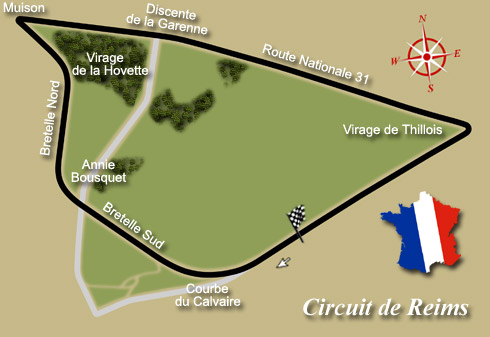 Muison
Discente
de la Garenne
N
W
E
S
Route Nationale 31
Virage
de la Hovette
Bretelle Nord
Virage de Thillois
Annie
Bousquet
Bretelle Sud
Courbe
du Calvaire
Circuit de Reims